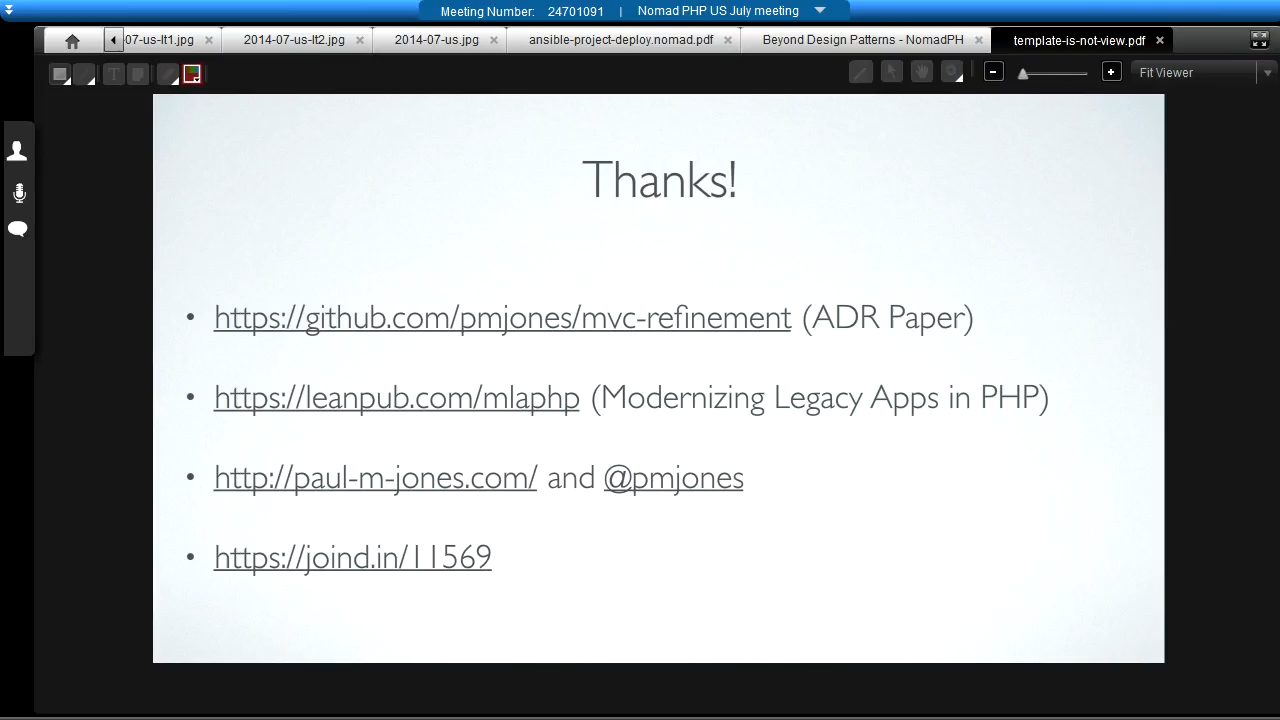 Meeting Number: 24701091 | Nomad PHP US July meeting
07-us-lt1.jpg
2014-07-us-lt2.jpg
2014-07-us.jpg
ansible-project-deploy.nomad.pdf
Beyond Design Patterns - NomadPH
template-is-not-view.pdf
T
Fit Viewer
Thanks!
• https://github.com/pmjones/mvc-refinement (ADR Paper)
• https://leanpub.com/mlaphp (Modernizing Legacy Apps in PHP)
• http://paul-m-jones.com/ and @pmjones
• https://joind.in/11569